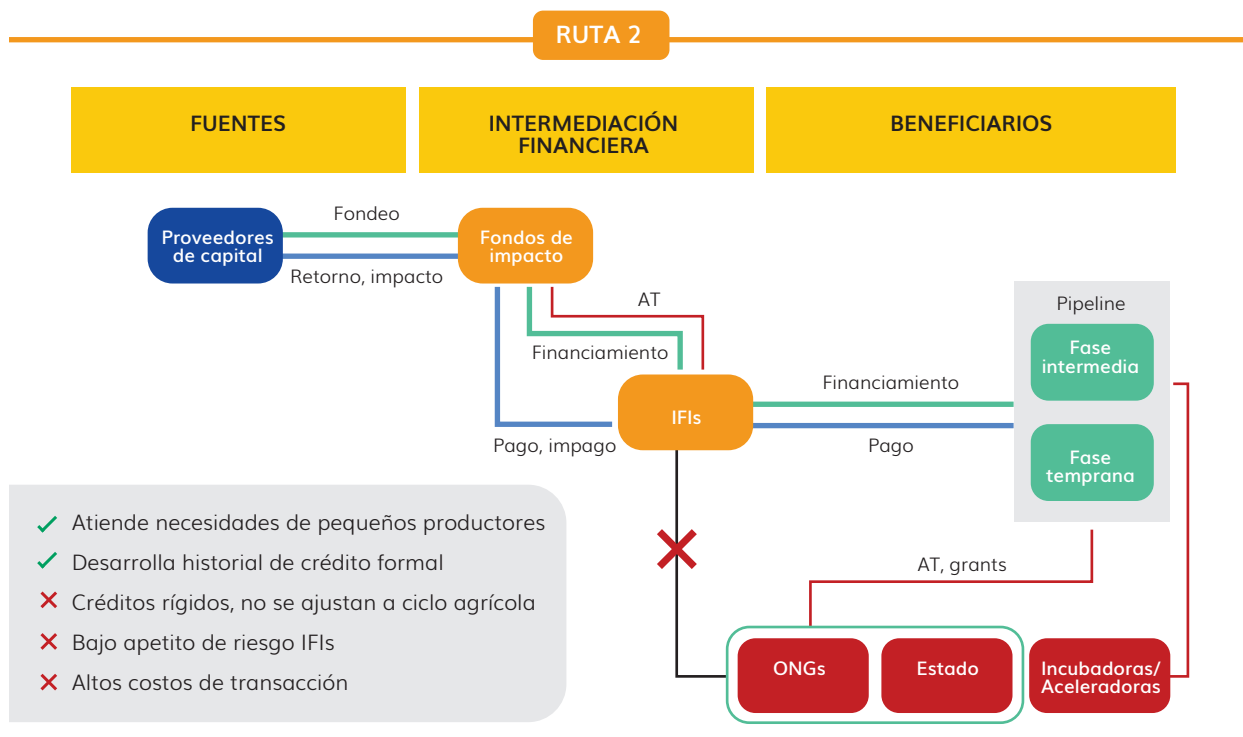 RUTA 2
FUENTES
INTERMEDIACIÓN
FINANCIERA
BENEFICIARIOS
Fondeo
Proveedores
de capital
Fondos de
impacto
Retorno, impacto
AT
Financiamiento
Pago, impago
IFIs
Financiamiento
Pago
Pipeline
Fase
intermedia
Fase
temprana
AT, grants
ONGs
Estado
Incubadoras/
Aceleradoras
Atiende necesidades de pequeños productores
Desarrolla historial de crédito formal
Créditos rígidos, no se ajustan a ciclo agrícola
Bajo apetito de riesgo IFIs
Altos costos de transacción